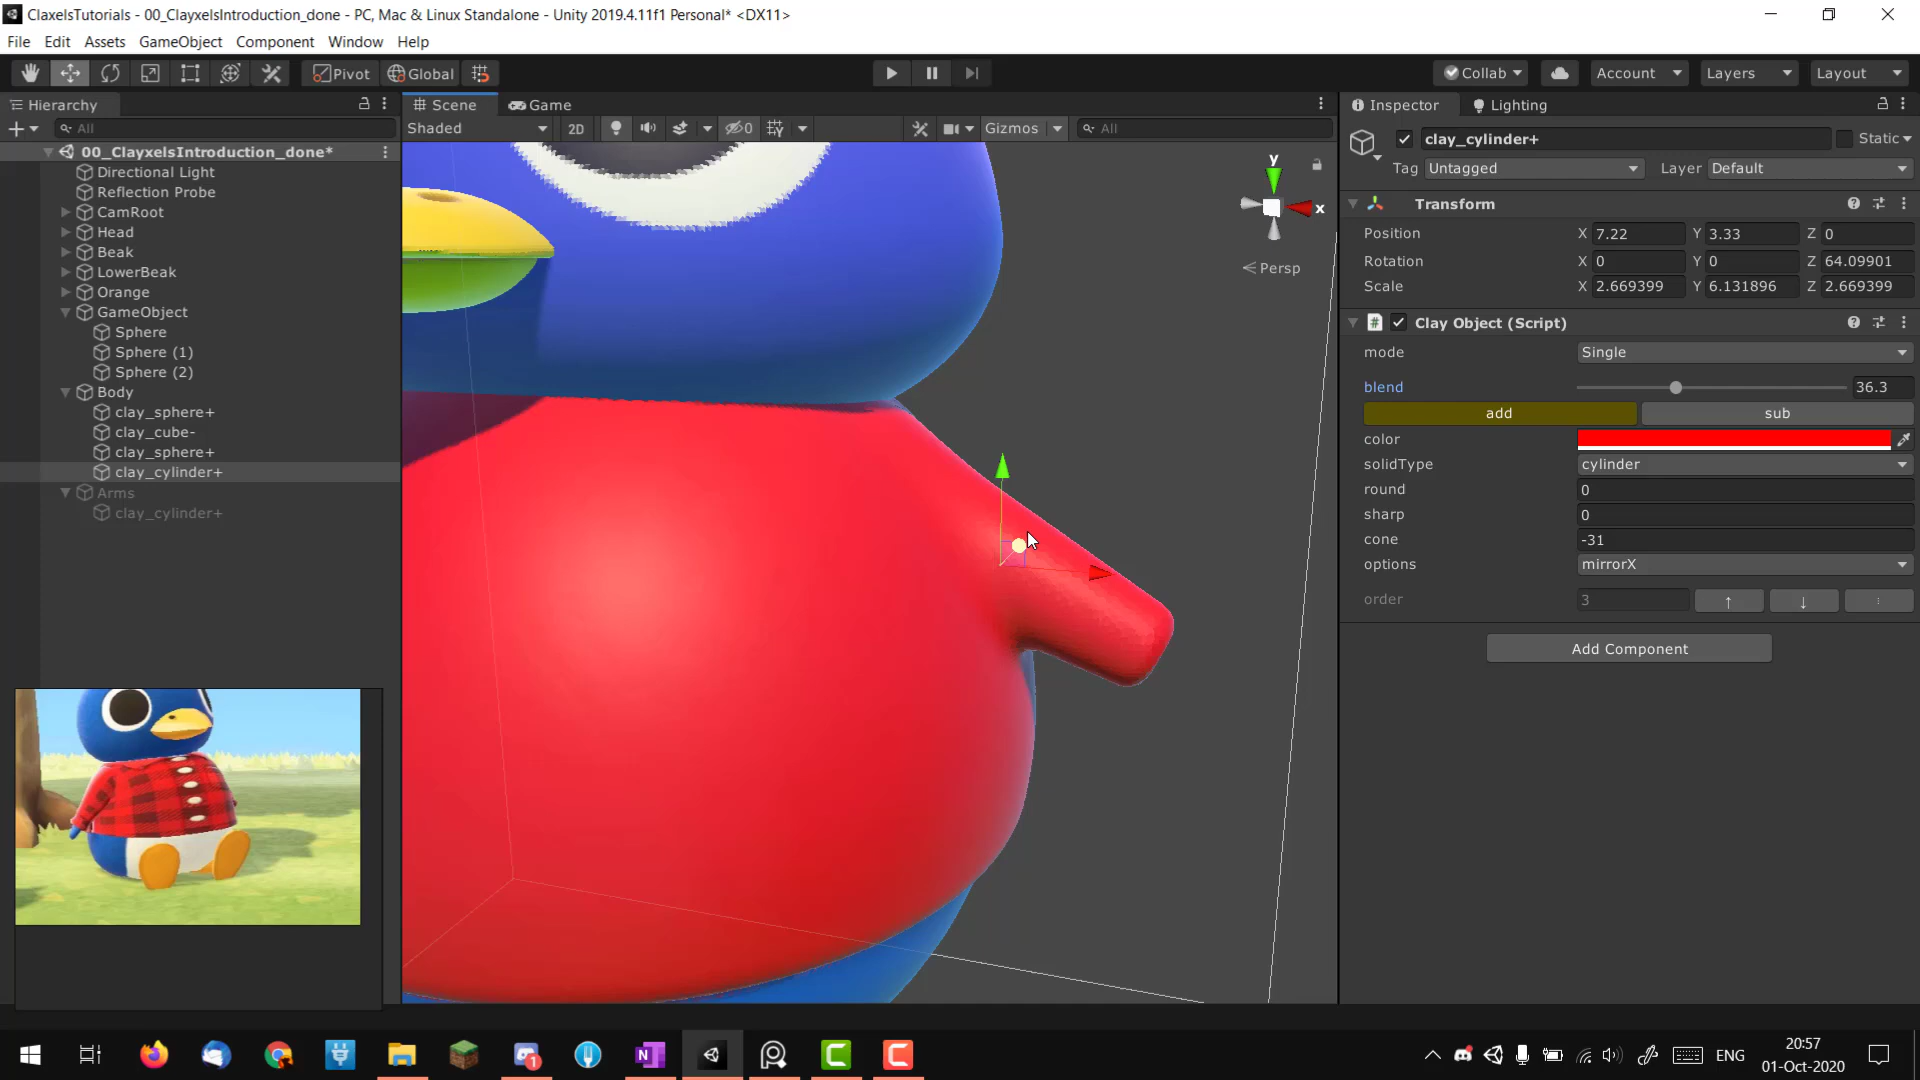 ClaxelsTutorials - 00_ClayxelsIntroduction_done - PC, Mac & Linux Standalone - Unity 2019.4.11f1 Personal* <DX11>
File Edit Assets GameObject Component Window Help
Pivot Global Collab Account Layers Layout
Hierarchy Scene Game Inspector Lighting
All Shaded 2D 0 Gizmos All
clay_cylinder+ Static
Tag Untagged Layer Default
00_ClayxelsIntroduction_done*
Directional Light
Reflection Probe
CamRoot
Head
Beak
LowerBeak
Orange
GameObject
Sphere
Sphere (1)
Sphere (2)
Body
clay_sphere+
clay_cube-
clay_sphere+
clay_cylinder+
Arms
clay_cylinder+
y
x
Persp
Transform
Position X 7.22 Y 3.33 Z 0
Rotation X 0 Y 0 Z 64.09901
Scale X 2.669399 Y 6.131896 Z 2.669399
# Clay Object (Script)
mode Single
blend 36.3
add sub
color
solidType cylinder
round 0
sharp 0
cone -31
options mirrorX
order 3 ↑ ↓ ⁝
Add Component
1 N C C ENG
20:57
01-Oct-2020